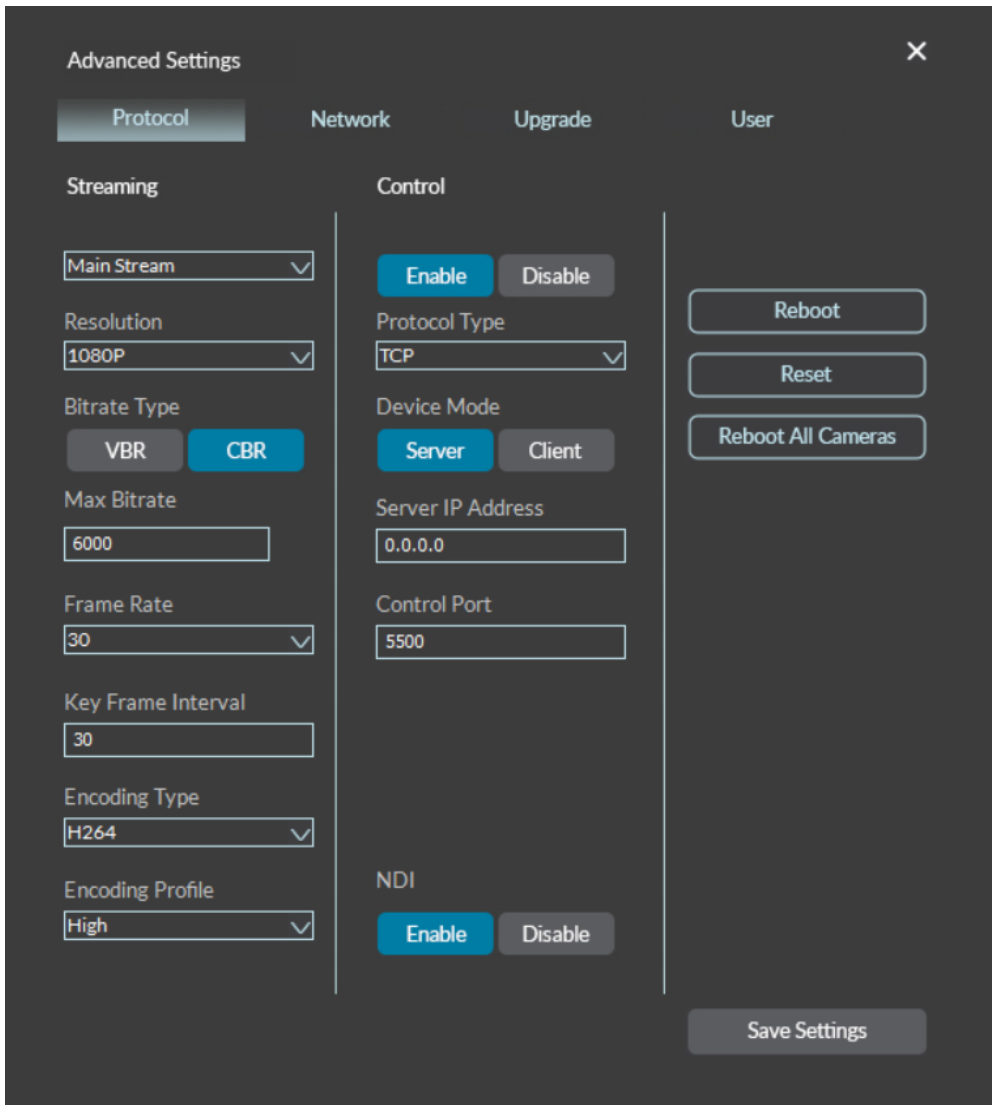 Advanced Settings
Protocol Network Upgrade User
Streaming
Main Stream
Resolution
1080P
Bitrate Type
VBR CBR
Max Bitrate
6000
Frame Rate
30
Key Frame Interval
30
Encoding Type
H264
Encoding Profile
High
Control
Enable Disable
Protocol Type
TCP
Device Mode
Server Client
Server IP Address
0.0.0.0
Control Port
5500
NDI
Enable Disable
Reboot
Reset
Reboot All Cameras
Save Settings